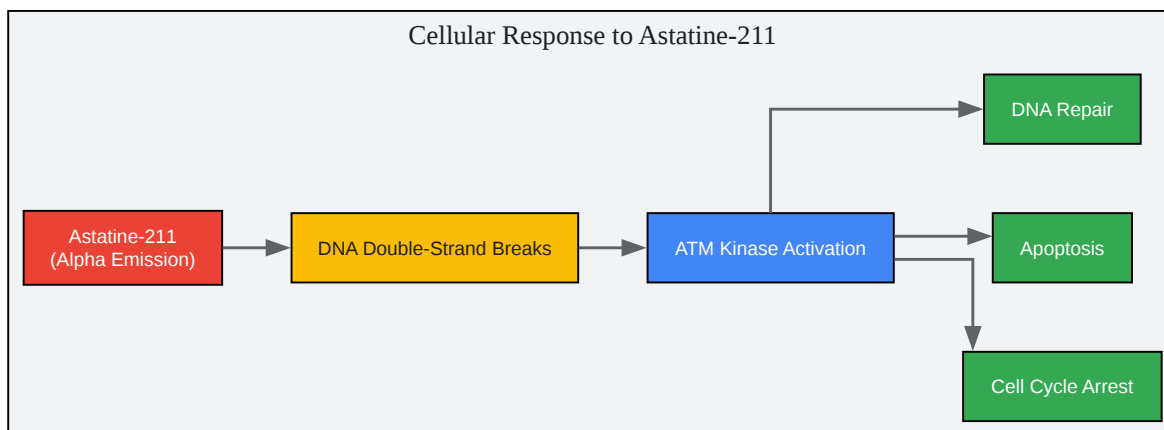 Cellular Response to Astatine-211
DNA Repair
Astatine-211
(Alpha Emission)
DNA Double-Strand Breaks
ATM Kinase Activation
Apoptosis
Cell Cycle Arrest